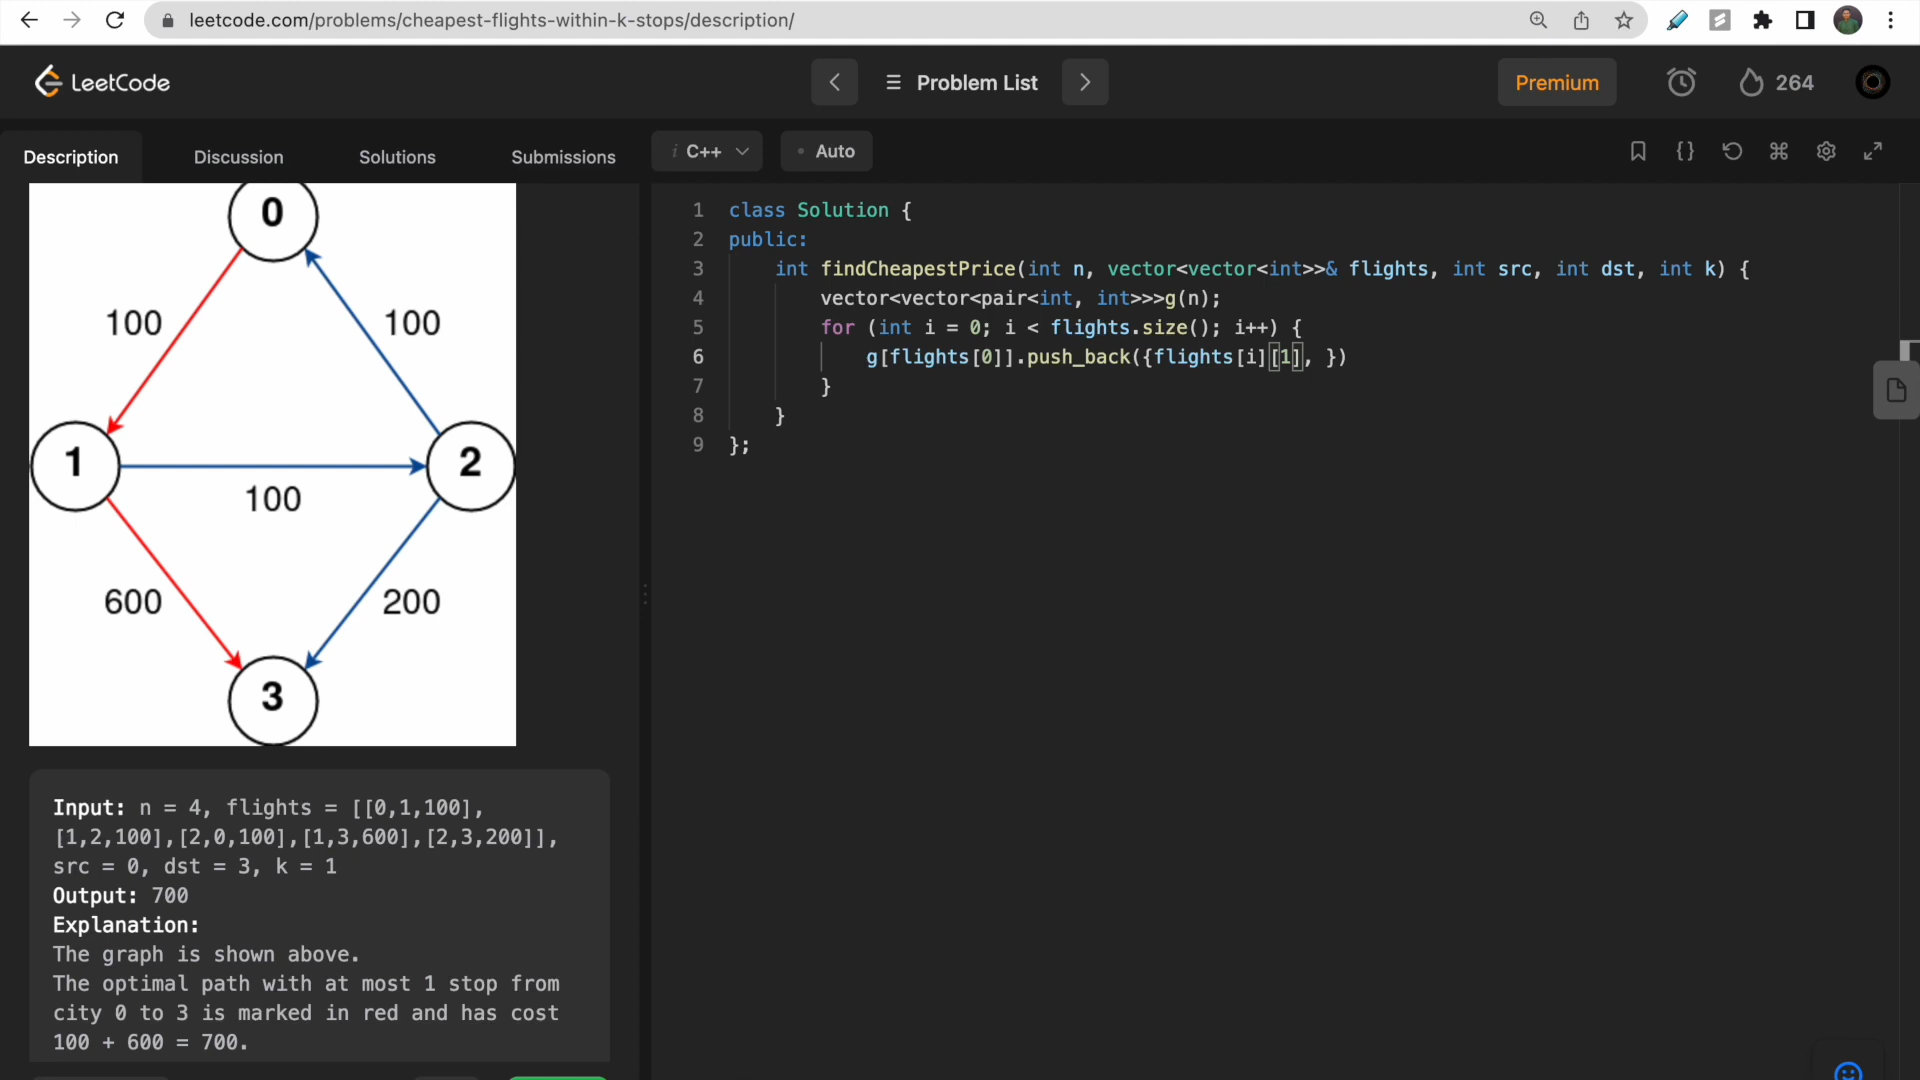 leetcode.com/problems/cheapest-flights-within-k-stops/description/
LeetCode
Problem List
Premium
264
Description
Discussion
Solutions
Submissions
i C++
• Auto
0
100
100
1
2
100
600
200
3
Input: n = 4, flights = [[0,1,100],
[1,2,100],[2,0,100],[1,3,600],[2,3,200]],
src = 0, dst = 3, k = 1
Output: 700
Explanation:
The graph is shown above.
The optimal path with at most 1 stop from
city 0 to 3 is marked in red and has cost
100 + 600 = 700.
1 class Solution {
2 public:
3 int findCheapestPrice(int n, vector<vector<int>>& flights, int src, int dst, int k) {
4 vector<vector<pair<int, int>>>g(n);
5 for (int i = 0; i < flights.size(); i++) {
6 g[flights[0]].push_back({flights[i][1], })
7 }
8 }
9 };